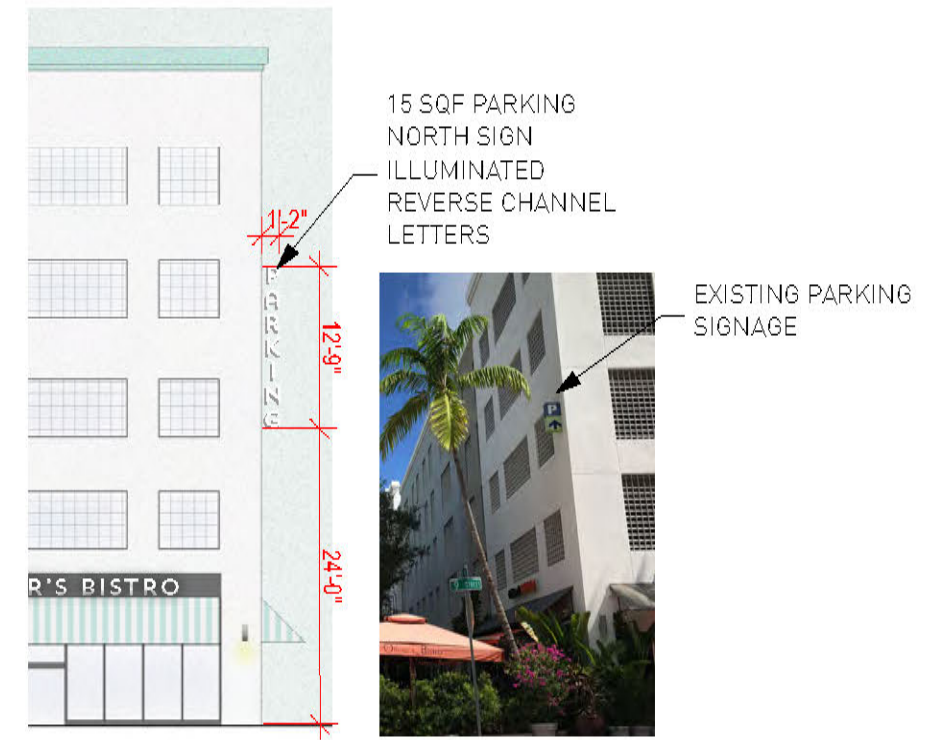 15 SQF PARKING
NORTH SIGN
ILLUMINATED
REVERSE CHANNEL
LETTERS
1'-2"
PARKING
12'-9"
EXISTING PARKING
SIGNAGE
P
24'-0"
R'S BISTRO